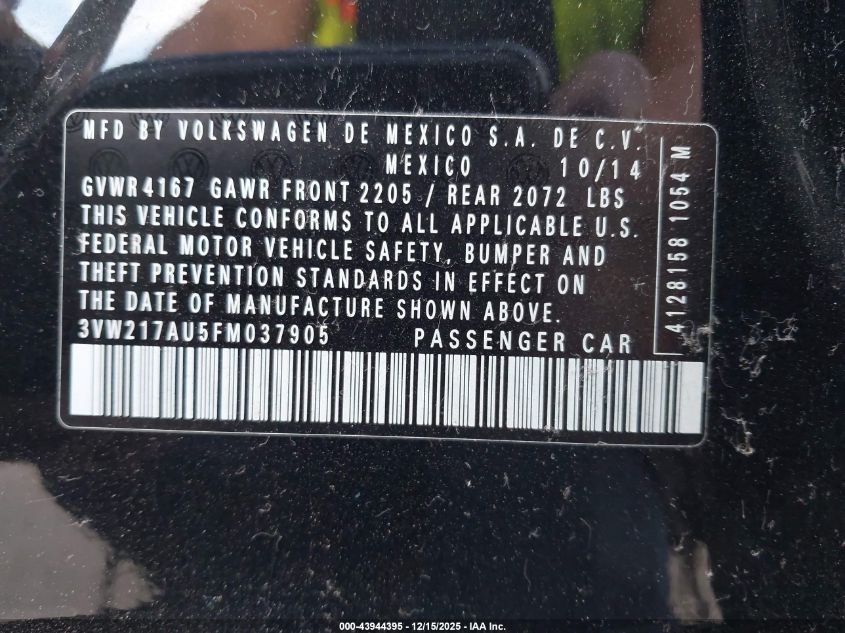 MFD BY VOLKSWAGEN DE MEXICO S.A. DE C.V.
MEXICO 10/14
GVWR 4167 GAWR FRONT 2205 / REAR 2072 LBS
THIS VEHICLE CONFORMS TO ALL APPLICABLE U.S.
FEDERAL MOTOR VEHICLE SAFETY, BUMPER AND
THEFT PREVENTION STANDARDS IN EFFECT ON
THE DATE OF MANUFACTURE SHOWN ABOVE.
3VW217AU5FM037905 PASSENGER CAR
4128158 1054 M
000-43944395 - 12/15/2025 - IAA Inc.